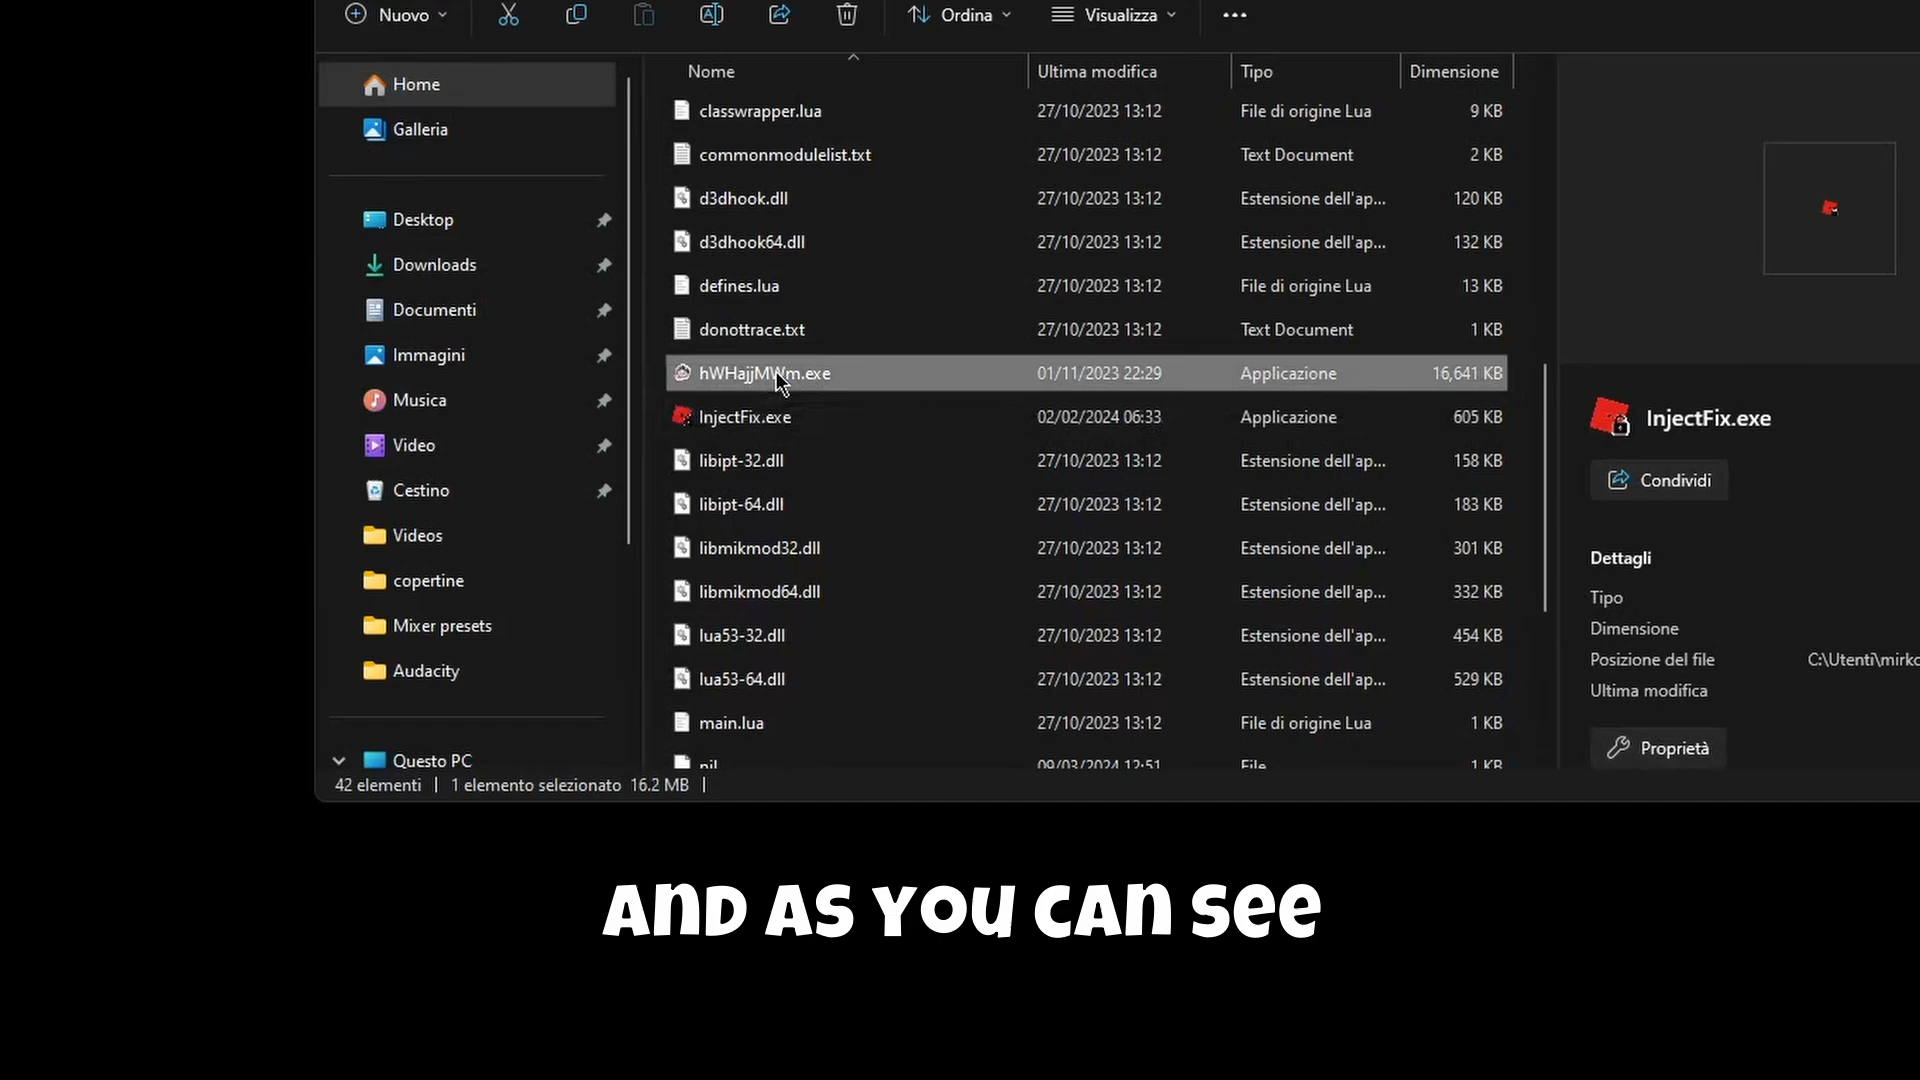 Nuovo Ordina Visualizza
Nome Ultima modifica Tipo Dimensione
Home
Galleria
Desktop
Downloads
Documenti
Immagini
Musica
Video
Cestino
Videos
copertine
Mixer presets
Audacity
Questo PC
classwrapper.lua 27/10/2023 13:12 File di origine Lua 9 KB
commonmodulelist.txt 27/10/2023 13:12 Text Document 2 KB
d3dhook.dll 27/10/2023 13:12 Estensione dell'ap... 120 KB
d3dhook64.dll 27/10/2023 13:12 Estensione dell'ap... 132 KB
defines.lua 27/10/2023 13:12 File di origine Lua 13 KB
donottrace.txt 27/10/2023 13:12 Text Document 1 KB
hWHajjMWm.exe 01/11/2023 22:29 Applicazione 16,641 KB
InjectFix.exe 02/02/2024 06:33 Applicazione 605 KB
libipt-32.dll 27/10/2023 13:12 Estensione dell'ap... 158 KB
libipt-64.dll 27/10/2023 13:12 Estensione dell'ap... 183 KB
libmikmod32.dll 27/10/2023 13:12 Estensione dell'ap... 301 KB
libmikmod64.dll 27/10/2023 13:12 Estensione dell'ap... 332 KB
lua53-32.dll 27/10/2023 13:12 Estensione dell'ap... 454 KB
lua53-64.dll 27/10/2023 13:12 Estensione dell'ap... 529 KB
main.lua 27/10/2023 13:12 File di origine Lua 1 KB
nil 09/03/2024 12:51 File 1 KB
InjectFix.exe
Condividi
Dettagli
Tipo
Dimensione
Posizione del file C:\Utenti\mirko
Ultima modifica
Proprietà
42 elementi | 1 elemento selezionato 16.2 MB |
AND AS YOU CAN SEE